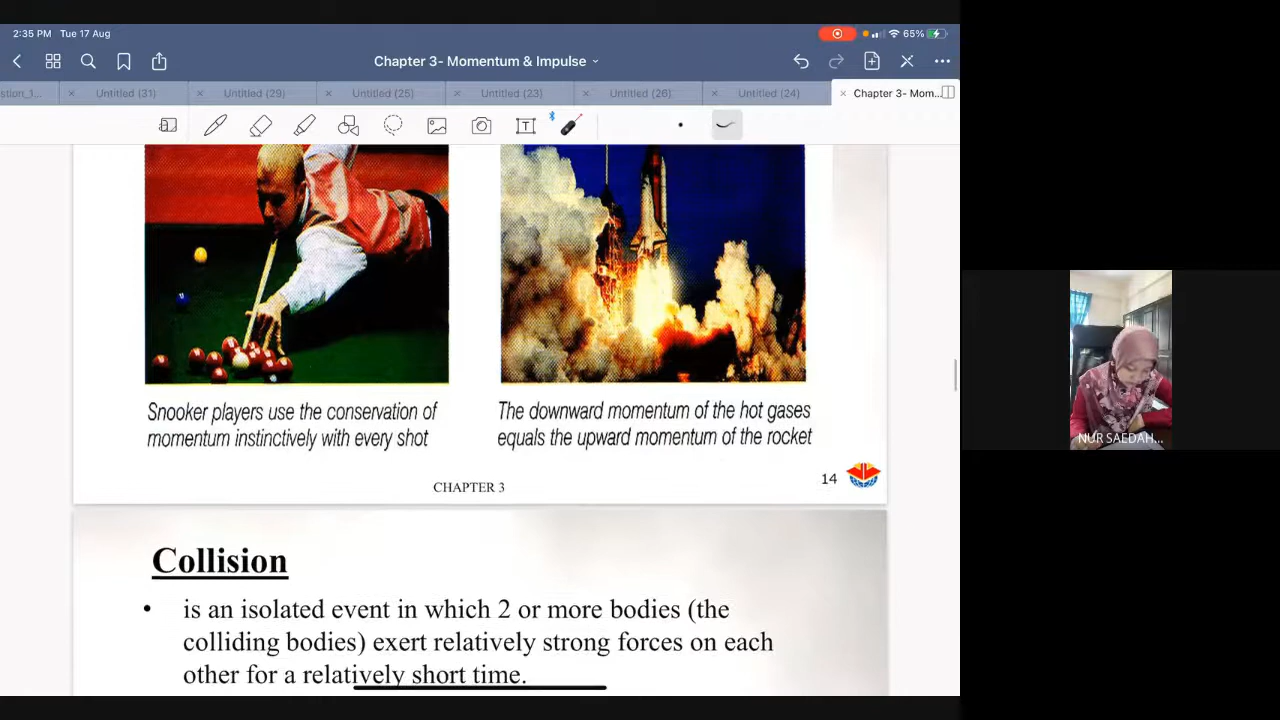 2:35 PM Tue 17 Aug
65%
Chapter 3- Momentum & Impulse
stion_1...
Untitled (31)
Untitled (29)
Untitled (25)
Untitled (23)
Untitled (26)
Untitled (24)
Chapter 3- Mom...
T
Snooker players use the conservation of
momentum instinctively with every shot
The downward momentum of the hot gases
equals the upward momentum of the rocket
CHAPTER 3
14
Collision
• is an isolated event in which 2 or more bodies (the
colliding bodies) exert relatively strong forces on each
other for a relatively short time.
NUR SAEDAH...